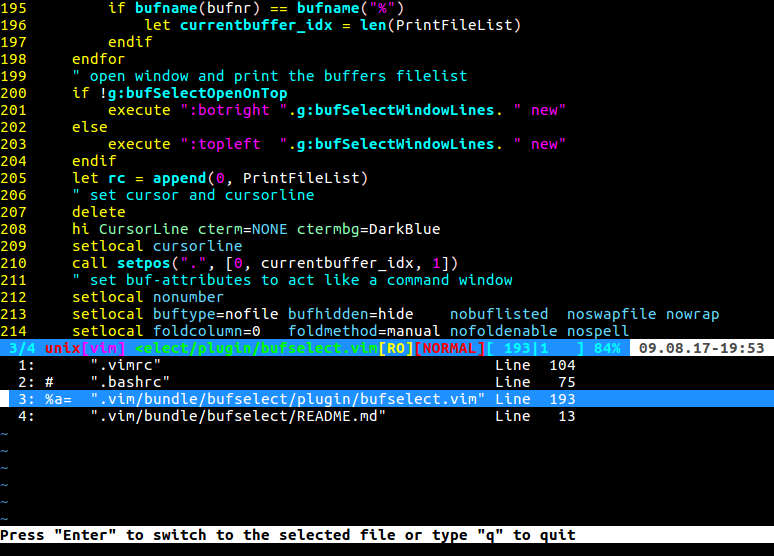 195         if bufname(bufnr) == bufname("%")
196             let currentbuffer_idx = len(PrintFileList)
197         endif
198     endfor
199     " open window and print the buffers filelist
200     if !g:bufSelectOpenOnTop
201         execute ":botright ".g:bufSelectWindowLines. " new"
202     else
203         execute ":topleft  ".g:bufSelectWindowLines. " new"
204     endif
205     let rc = append(0, PrintFileList)
206     " set cursor and cursorline
207     delete
208     hi CursorLine cterm=NONE ctermbg=DarkBlue
209     setlocal cursorline
210     call setpos(".", [0, currentbuffer_idx, 1])
211     " set buf-attributes to act like a command window
212     setlocal nonumber
213     setlocal buftype=nofile bufhidden=hide    nobuflisted  noswapfile nowrap
214     setlocal foldcolumn=0   foldmethod=manual nofoldenable nospell
 3/4 unix[vim] <elect/plugin/bufselect.vim[RO][NORMAL][ 193|1   ] 84%  09.08.17-19:53
  1:      ".vimrc"                                     Line  104
  2: #    ".bashrc"                                    Line   75
  3: %a=  ".vim/bundle/bufselect/plugin/bufselect.vim" Line  193
  4:      ".vim/bundle/bufselect/README.md"            Line   13
~
~
~
~
~
~
Press "Enter" to switch to the selected file or type "q" to quit